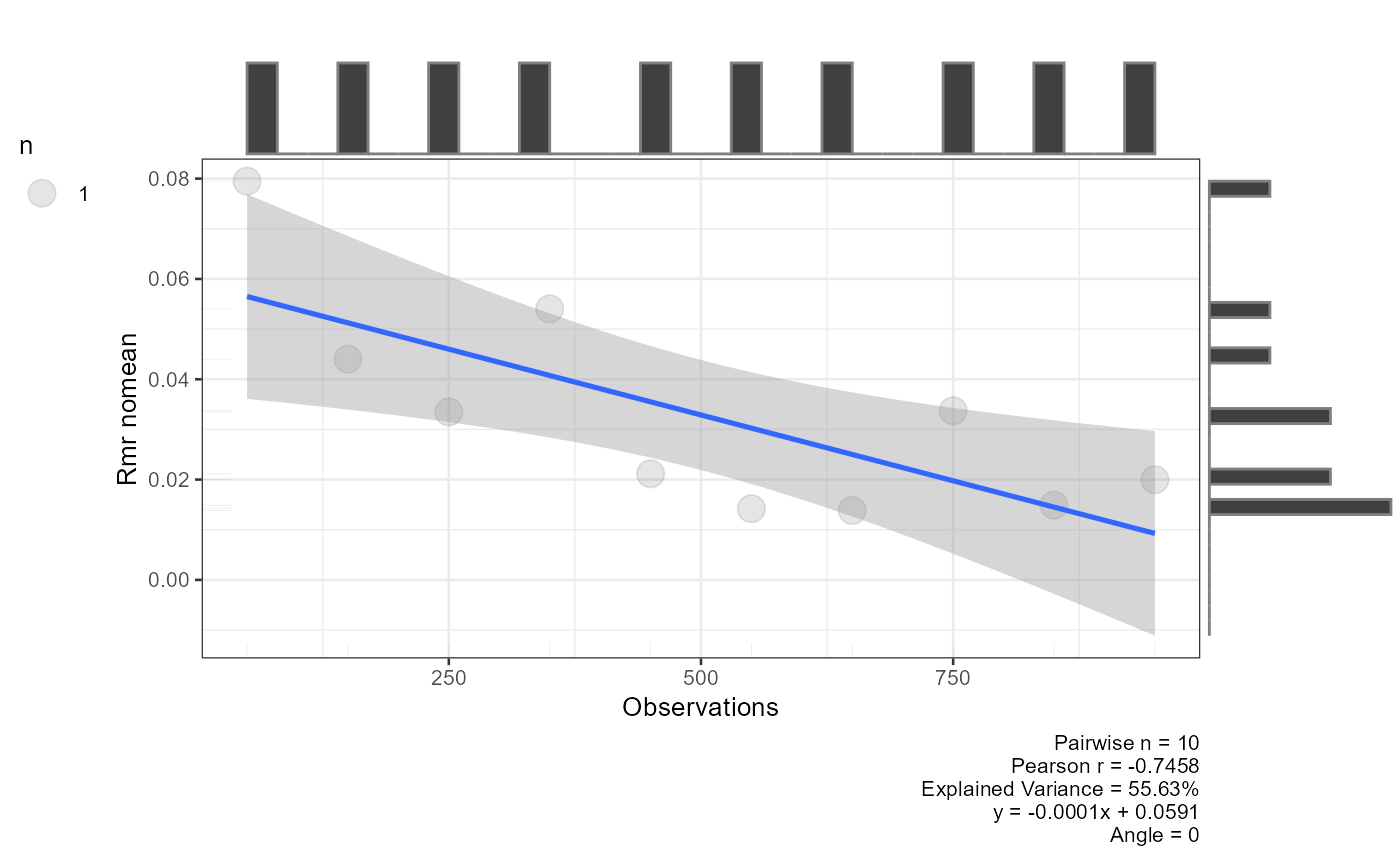 n
1
0.08
0.06
0.04
0.02
0.00
Rmr nomean
250 500 750
Observations
Pairwise n = 10
Pearson r = -0.7458
Explained Variance = 55.63%
y = -0.0001x + 0.0591
Angle = 0